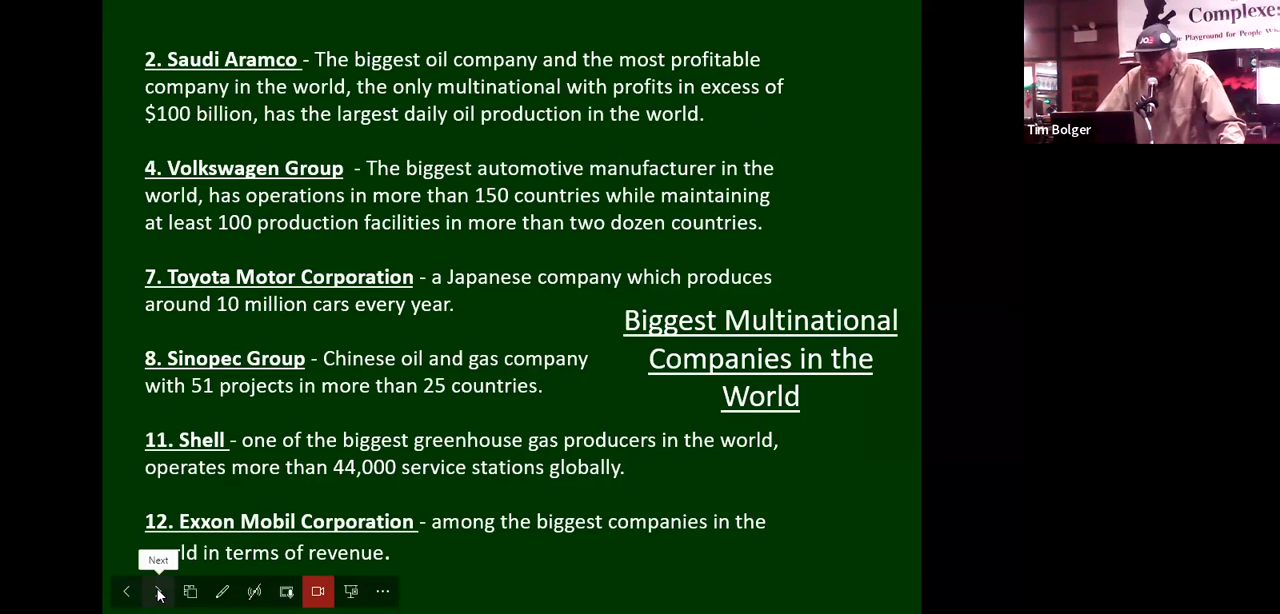 2. Saudi Aramco - The biggest oil company and the most profitable
company in the world, the only multinational with profits in excess of
$100 billion, has the largest daily oil production in the world.
4. Volkswagen Group - The biggest automotive manufacturer in the
world, has operations in more than 150 countries while maintaining
at least 100 production facilities in more than two dozen countries.
7. Toyota Motor Corporation - a Japanese company which produces
around 10 million cars every year.
8. Sinopec Group - Chinese oil and gas company
with 51 projects in more than 25 countries.
11. Shell - one of the biggest greenhouse gas producers in the world,
operates more than 44,000 service stations globally.
12. Exxon Mobil Corporation - among the biggest companies in the
rld in terms of revenue.
Biggest Multinational
Companies in the
World
Next
Complexe:
Playground for People
Tim Bolger